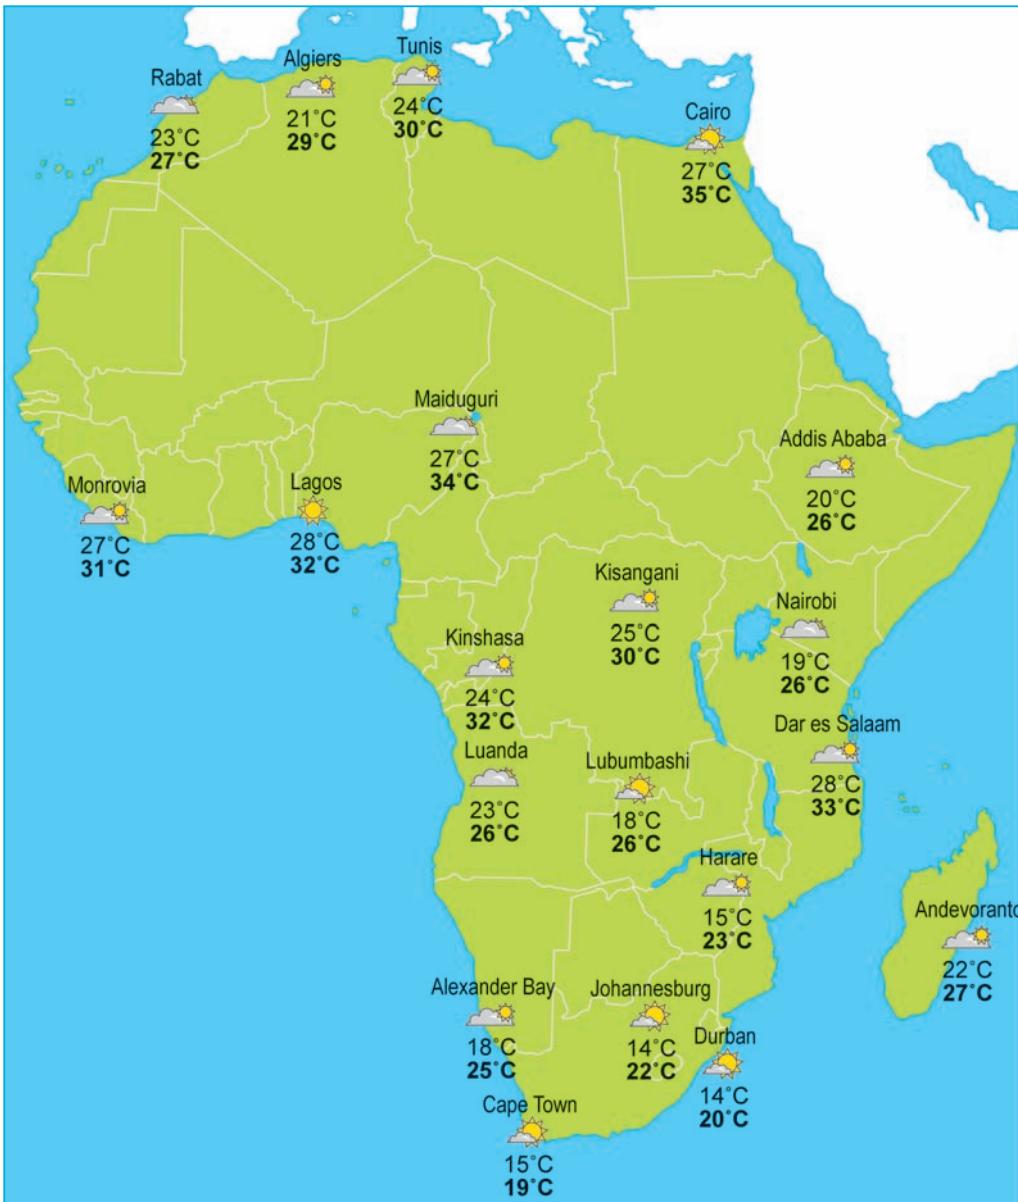 Tunis
24°C
30°C
Algiers
21°C
29°C
Rabat
23°C
27°C
Cairo
27°C
35°C
Maiduguri
27°C
34°C
Addis Ababa
20°C
26°C
Monrovia
27°C
31°C
Lagos
28°C
32°C
Kisangani
25°C
30°C
Nairobi
19°C
26°C
Kinshasa
24°C
32°C
Dar es Salaam
28°C
33°C
Luanda
23°C
26°C
Lubumbashi
18°C
26°C
Harare
15°C
23°C
Andevoranto
22°C
27°C
Alexander Bay
18°C
25°C
Johannesburg
14°C
22°C
Durban
14°C
20°C
Cape Town
15°C
19°C